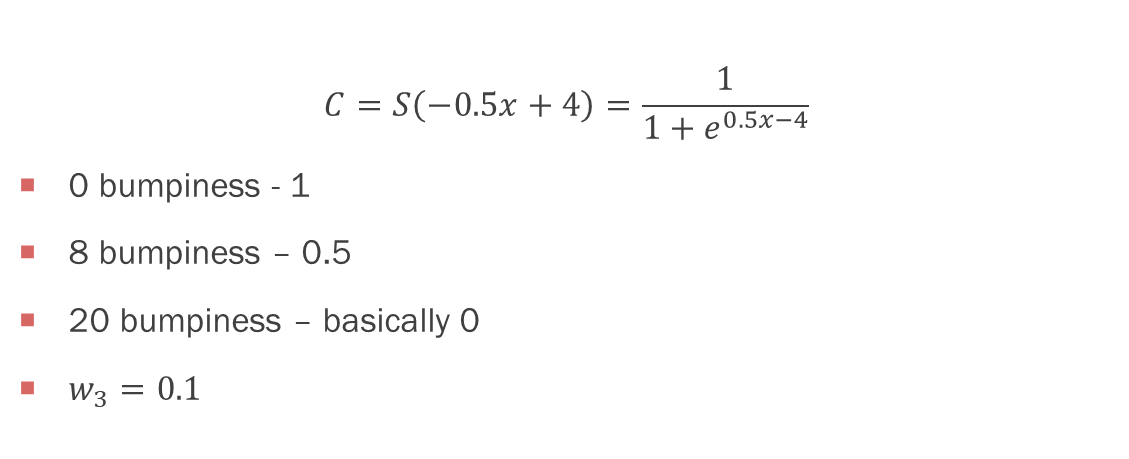 C = S(−0.5x + 4) = 1 / (1 + e^(0.5x−4))
0 bumpiness - 1
8 bumpiness – 0.5
20 bumpiness – basically 0
w₃ = 0.1